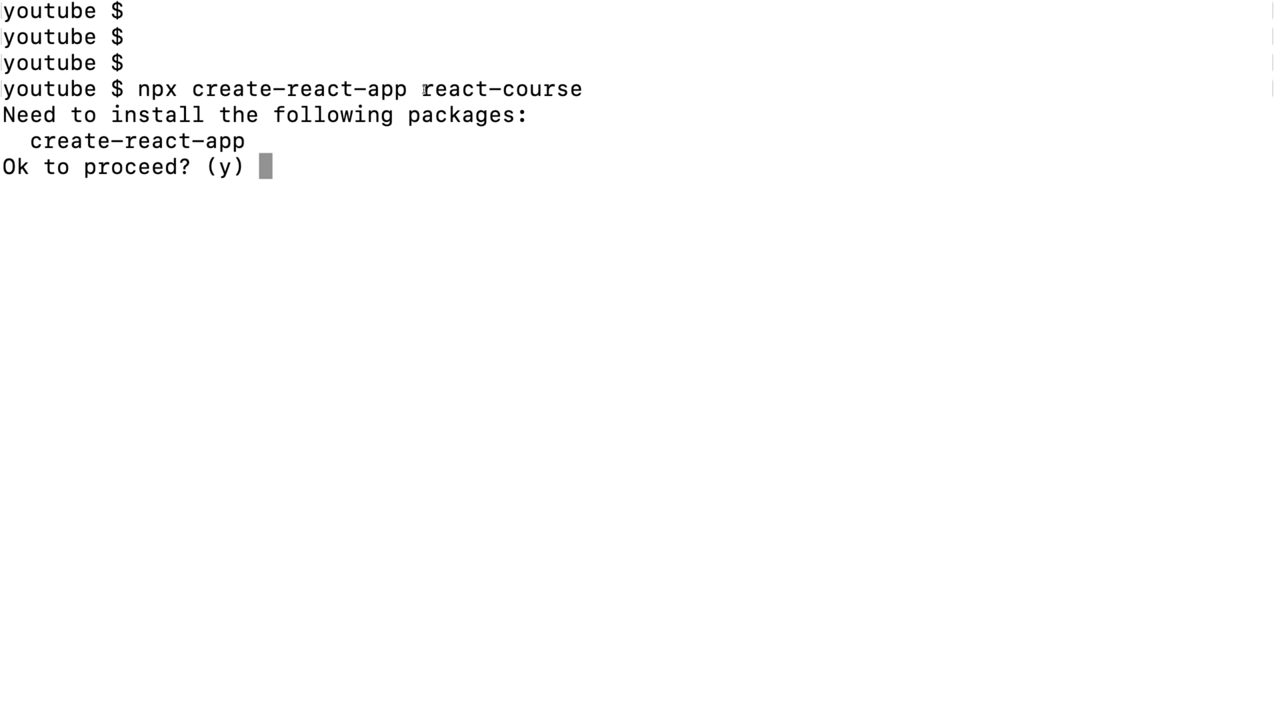 youtube $
youtube $
youtube $
youtube $ npx create-react-app react-course
Need to install the following packages:
  create-react-app
Ok to proceed? (y)